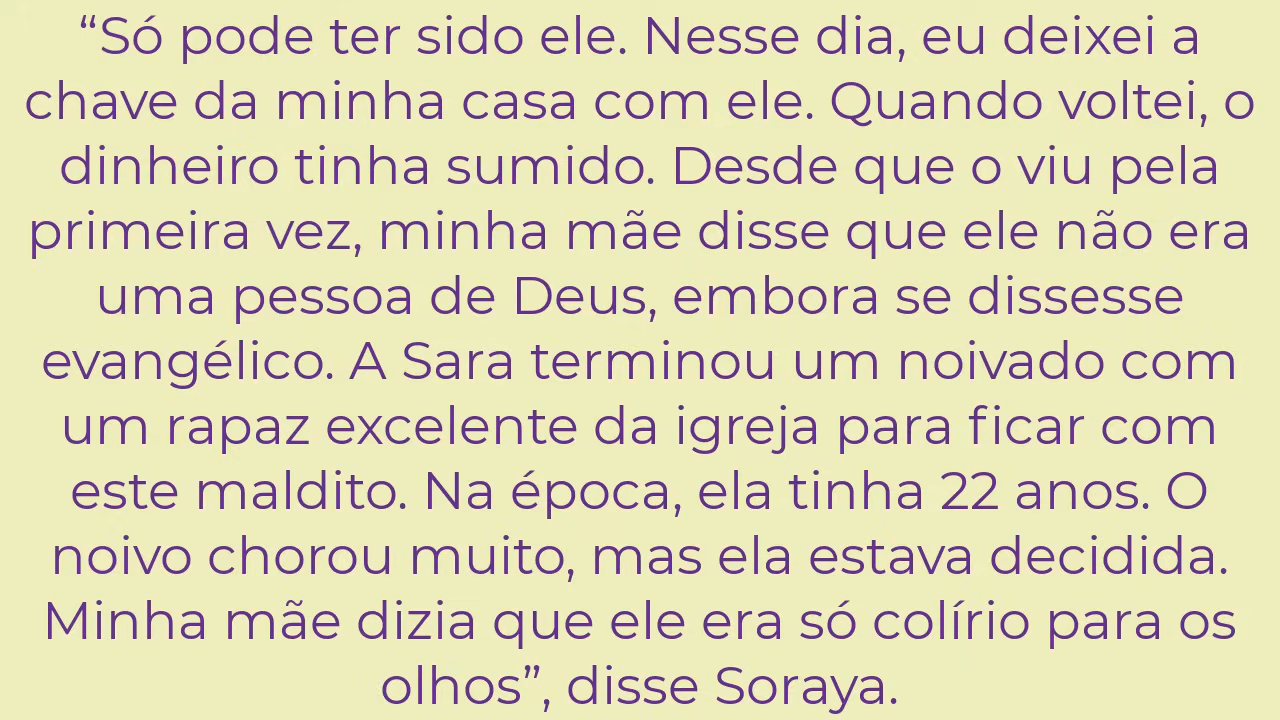 “Só pode ter sido ele. Nesse dia, eu deixei a
chave da minha casa com ele. Quando voltei, o
dinheiro tinha sumido. Desde que o viu pela
primeira vez, minha mãe disse que ele não era
uma pessoa de Deus, embora se dissesse
evangélico. A Sara terminou um noivado com
um rapaz excelente da igreja para ficar com
este maldito. Na época, ela tinha 22 anos. O
noivo chorou muito, mas ela estava decidida.
Minha mãe dizia que ele era só colírio para os
olhos”, disse Soraya.